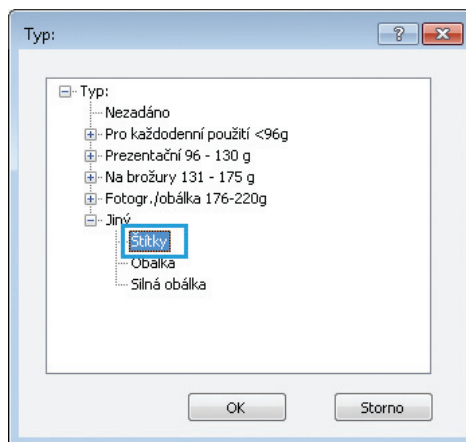 Typ:
Typ:
Nezadáno
Pro každodenní použití <96g
Prezentační 96 - 130 g
Na brožury 131 - 175 g
Fotogr./obálka 176-220g
Jiný
Štítky
Obálka
Silná obálka
OK Storno